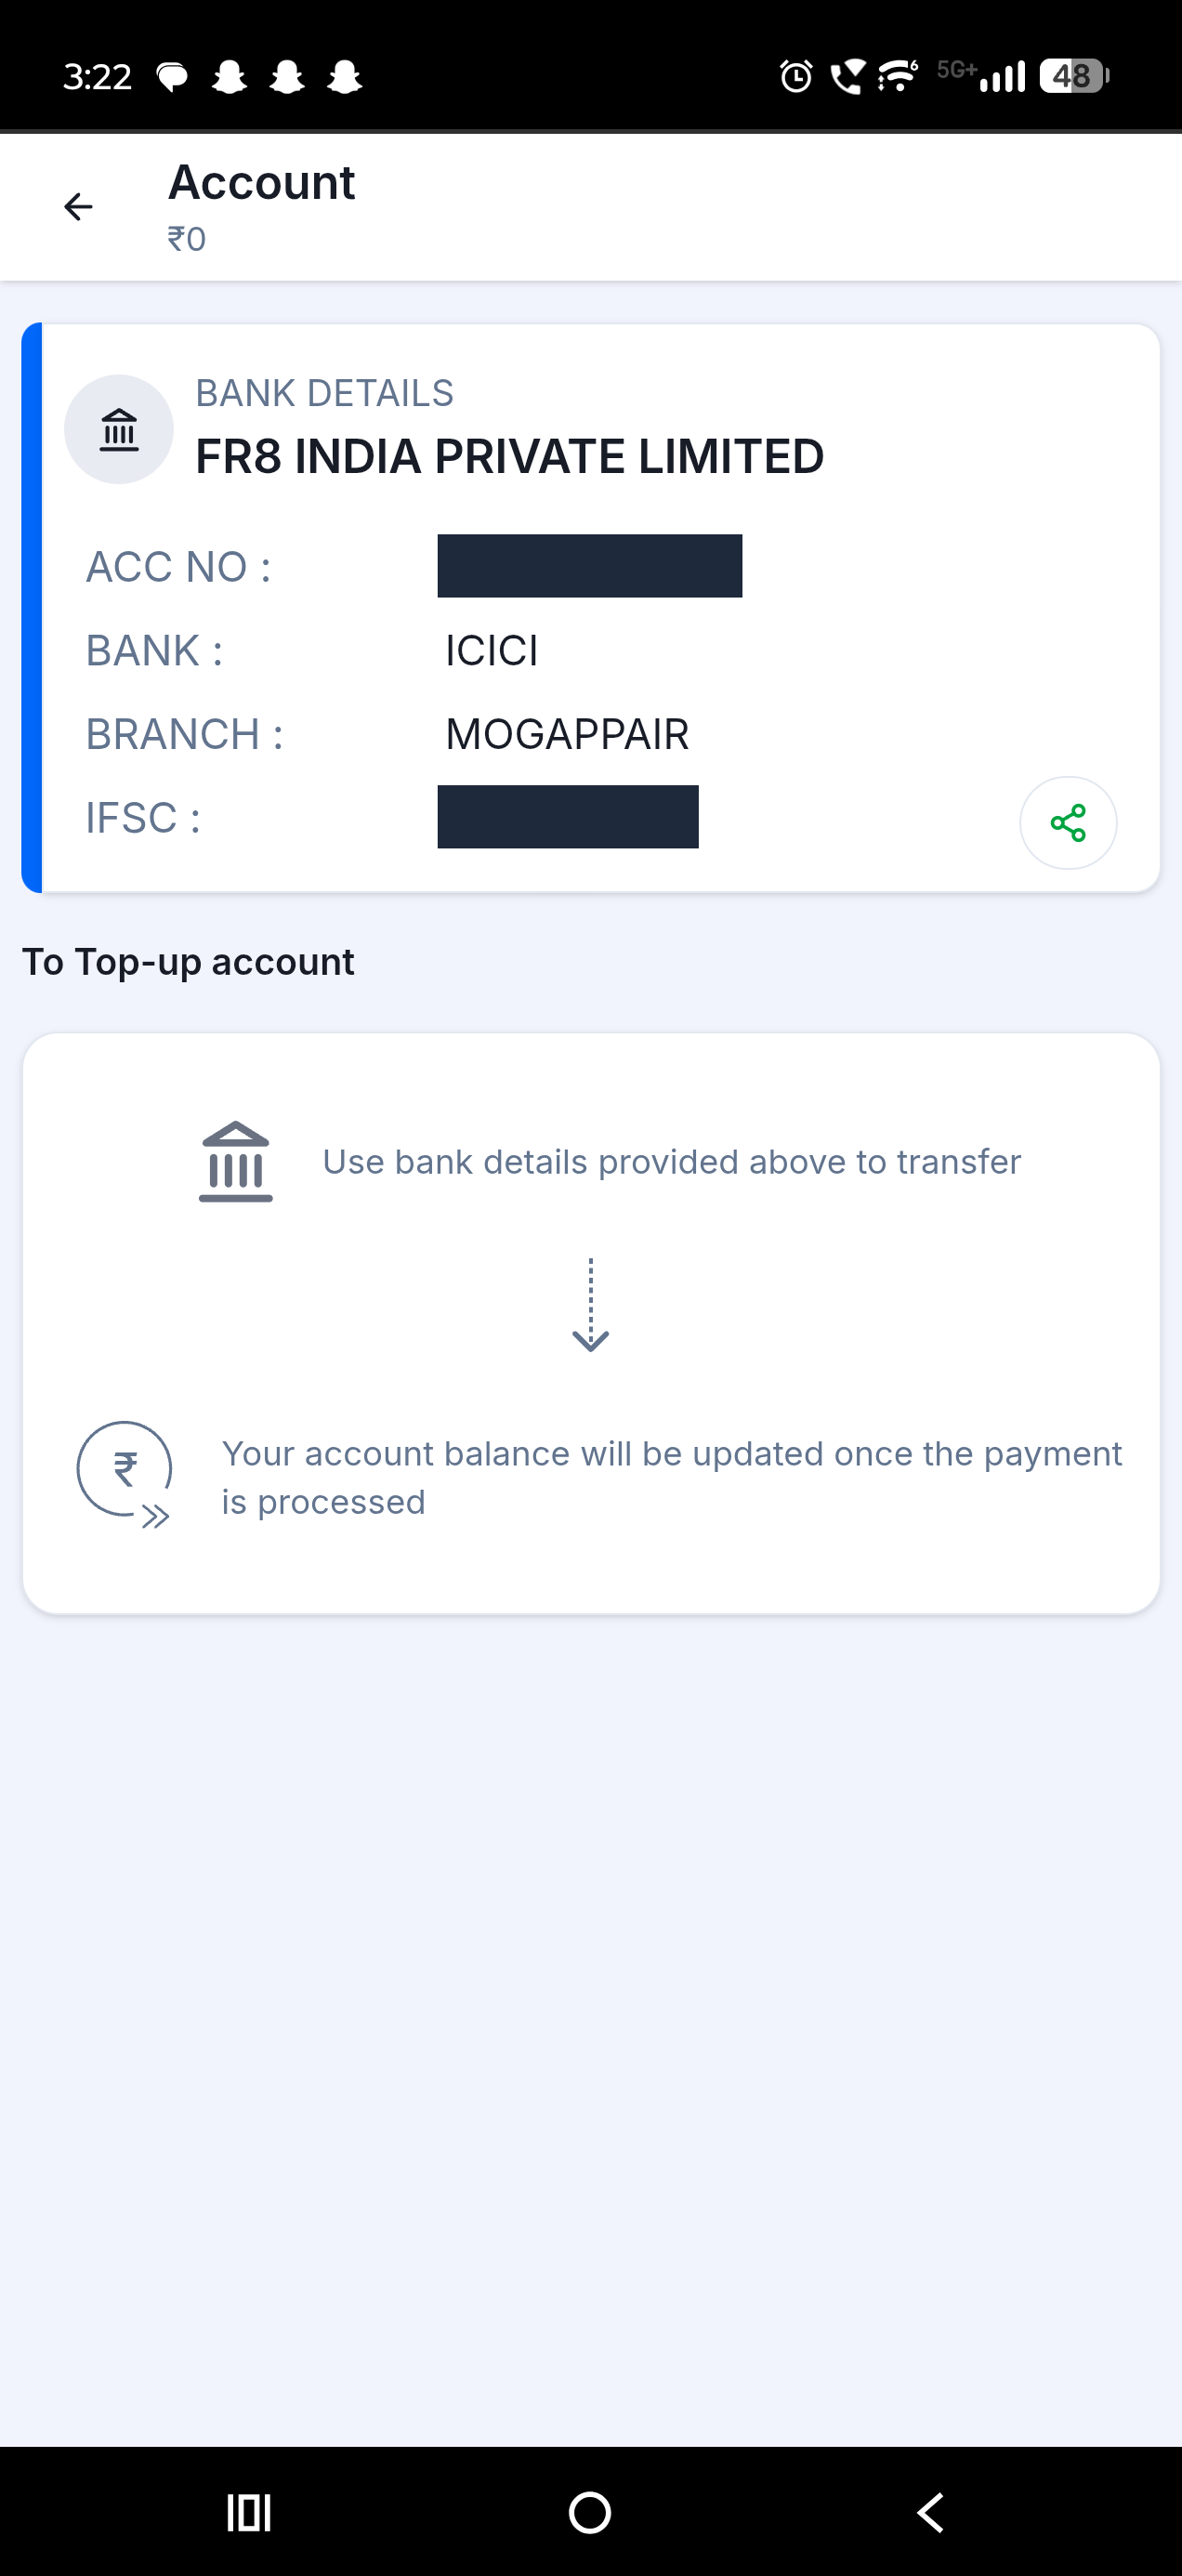 3:22
6
5G+
48
Account
₹0
BANK DETAILS
FR8 INDIA PRIVATE LIMITED
ACC NO :
BANK : ICICI
BRANCH : MOGAPPAIR
IFSC :
To Top-up account
Use bank details provided above to transfer
₹
Your account balance will be updated once the payment
is processed